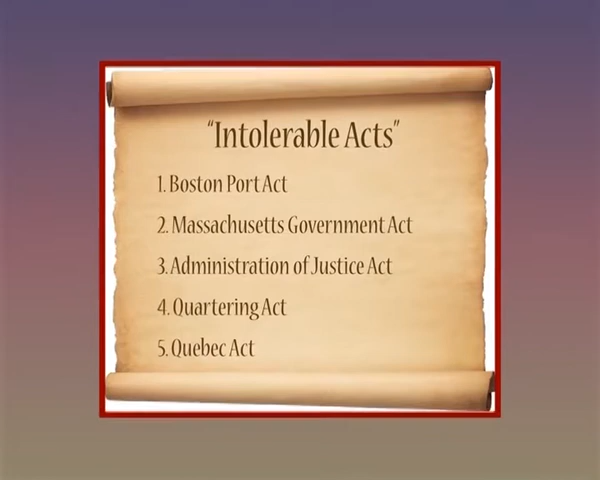 “Intolerable Acts”
1. Boston Port Act
2. Massachusetts Government Act
3. Administration of Justice Act
4. Quartering Act
5. Quebec Act